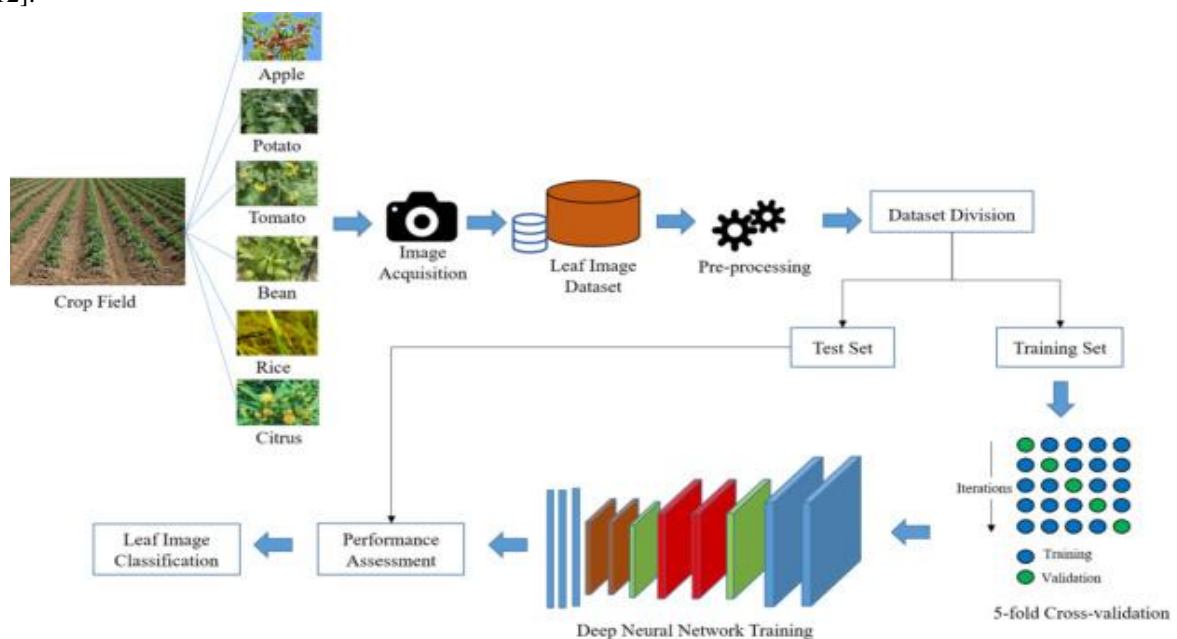 12].
Apple
Potato
Tomato
Bean
Rice
Citrus
Crop Field
Image
Acquisition
Leaf Image
Dataset
Pre-processing
Dataset Division
Test Set
Training Set
Iterations
Training
Validation
5-fold Cross-validation
Deep Neural Network Training
Performance
Assessment
Leaf Image
Classification